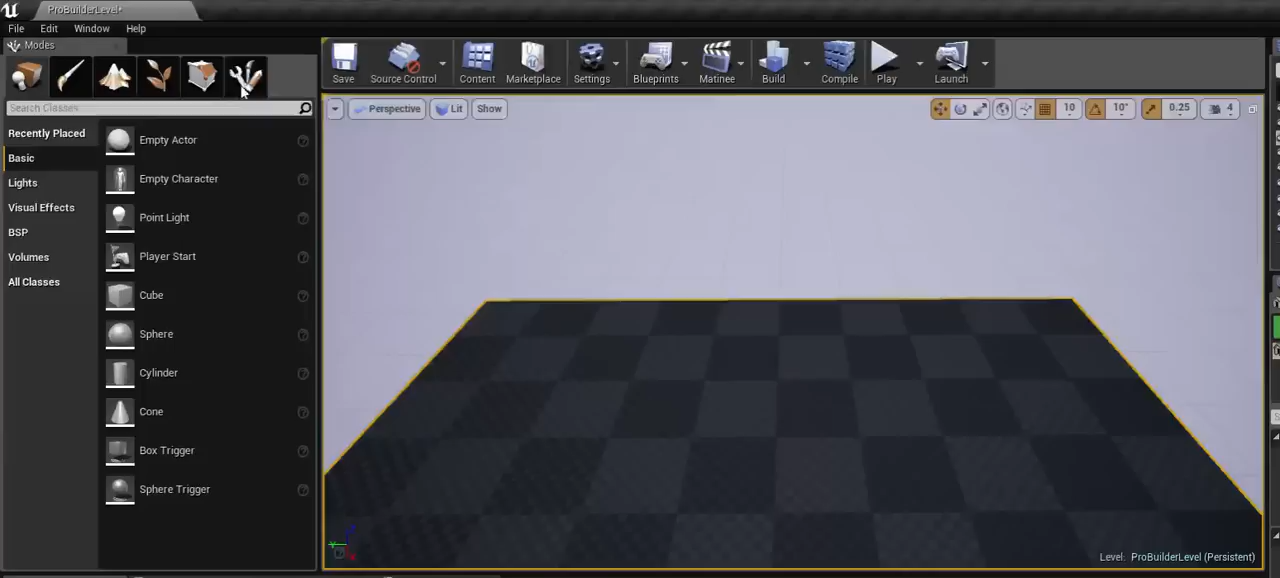 ProBuilderLevel*
File Edit Window Help
Modes
Save Source Control Content Marketplace Settings Blueprints Matinee Build Compile Play Launch
Search Classes
Perspective Lit Show 10 10° 0.25 4
Recently Placed
Basic
Lights
Visual Effects
BSP
Volumes
All Classes
Empty Actor
Empty Character
Point Light
Player Start
Cube
Sphere
Cylinder
Cone
Box Trigger
Sphere Trigger
Level: ProBuilderLevel (Persistent)